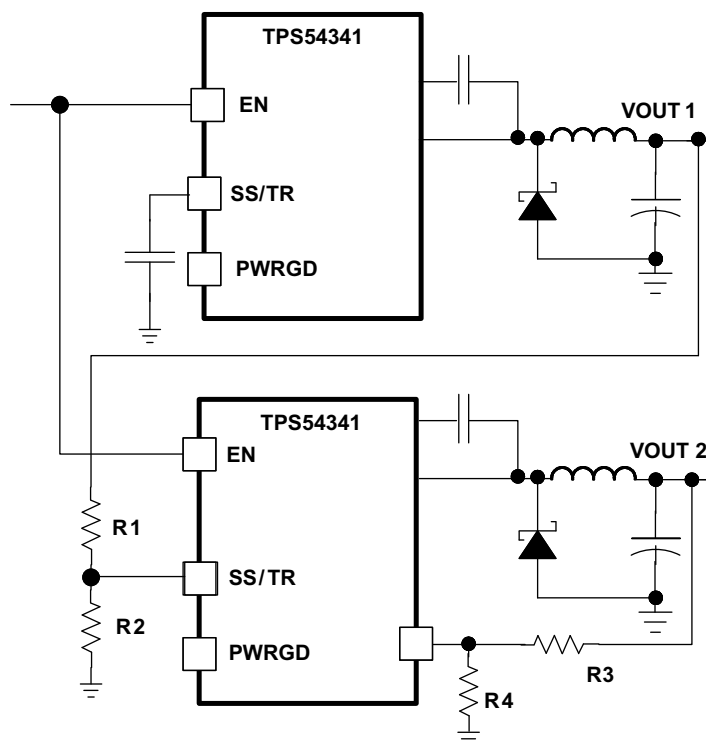 TPS54341
EN
VOUT 1
SS/TR
PWRGD
TPS54341
EN
VOUT 2
R1
SS/TR
R2
PWRGD
R3
R4